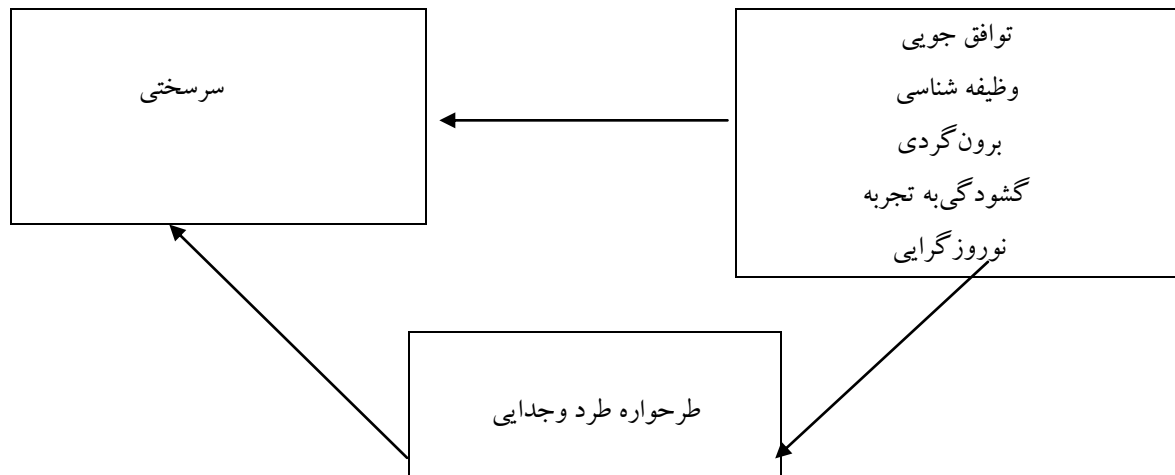 توافق جویی
وظیفه شناسی
برون‌گردی
گشودگی‌به تجربه
نوروزگرایی
سرسختی
طرحواره طرد وجدایی